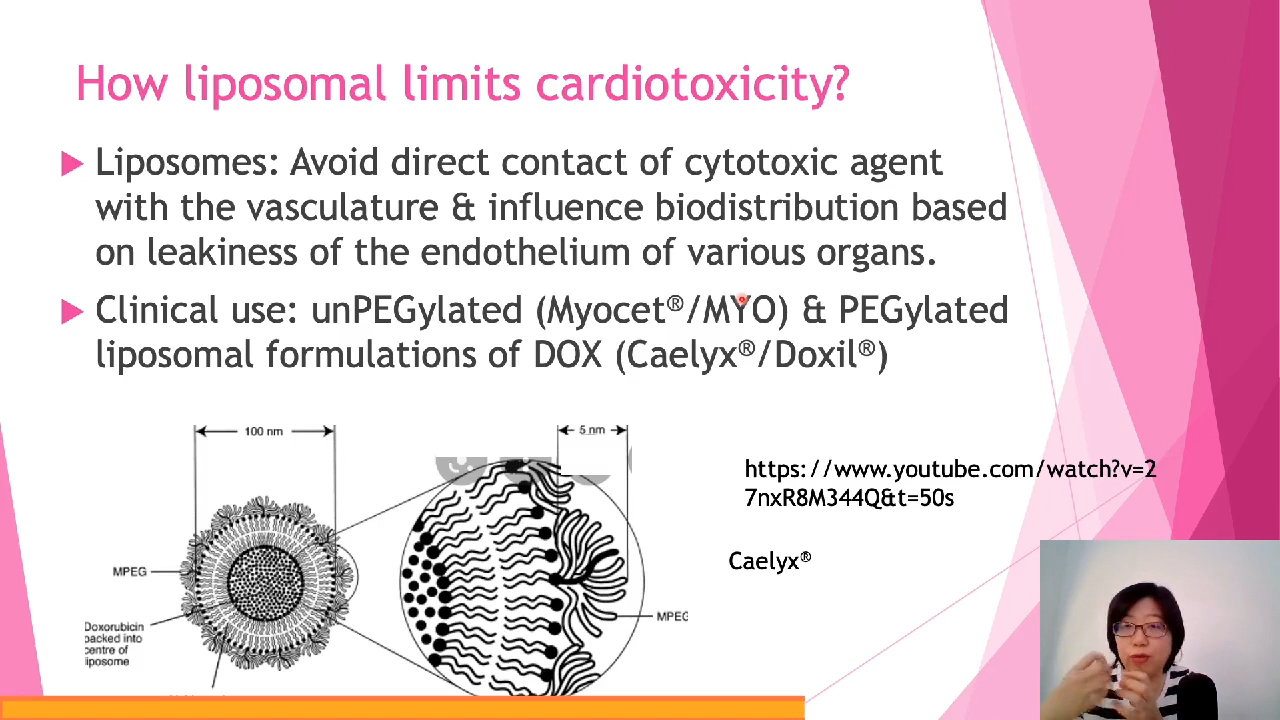 How liposomal limits cardiotoxicity?
Liposomes: Avoid direct contact of cytotoxic agent
with the vasculature & influence biodistribution based
on leakiness of the endothelium of various organs.
Clinical use: unPEGylated (Myocet®/MYO) & PEGylated
liposomal formulations of DOX (Caelyx®/Doxil®)
100 nm
5 nm
https://www.youtube.com/watch?v=2
7nxR8M344Q&t=50s
Caelyx®
MPEG
MPEG
Doxorubicin
packed into
centre of
liposome